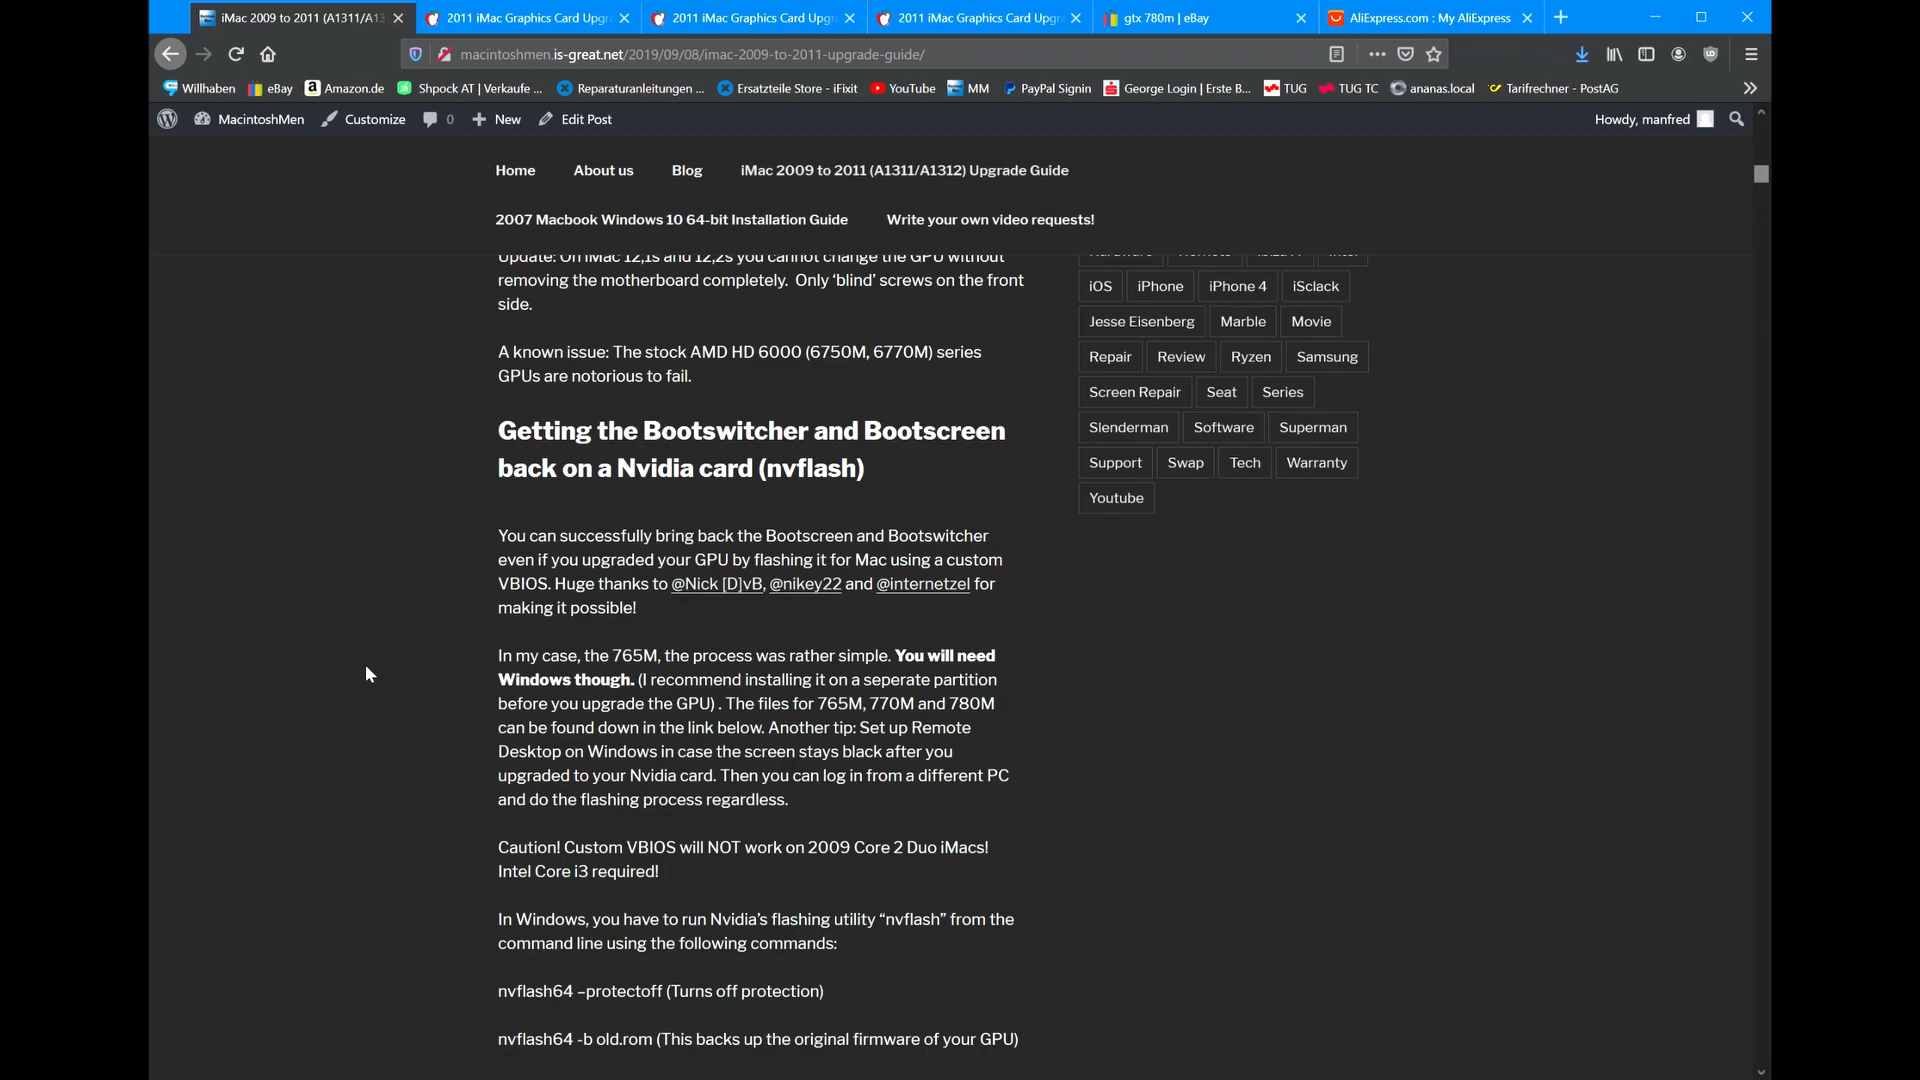 iMac 2009 to 2011 (A1311/A13
2011 iMac Graphics Card Upgr
2011 iMac Graphics Card Upgr
2011 iMac Graphics Card Upgr
gtx 780m | eBay
AliExpress.com : My AliExpress
macintoshmen.is-great.net/2019/09/08/imac-2009-to-2011-upgrade-guide/
Willhaben
eBay
Amazon.de
Shpock AT | Verkaufe ...
Reparaturanleitungen ...
Ersatzteile Store - iFixit
YouTube
MM
PayPal Signin
George Login | Erste B...
TUG
TUG TC
ananas.local
Tarifrechner - PostAG
MacintoshMen
Customize
0
New
Edit Post
Howdy, manfred
Home
About us
Blog
iMac 2009 to 2011 (A1311/A1312) Upgrade Guide
2007 Macbook Windows 10 64-bit Installation Guide
Write your own video requests!
Update: On iMac 12,1s and 12,2s you cannot change the GPU without
removing the motherboard completely.  Only ‘blind’ screws on the front
side.
A known issue: The stock AMD HD 6000 (6750M, 6770M) series
GPUs are notorious to fail.
Getting the Bootswitcher and Bootscreen
back on a Nvidia card (nvflash)
You can successfully bring back the Bootscreen and Bootswitcher
even if you upgraded your GPU by flashing it for Mac using a custom
VBIOS. Huge thanks to @Nick [D]vB, @nikey22 and @internetzel for
making it possible!
In my case, the 765M, the process was rather simple. You will need
Windows though. (I recommend installing it on a seperate partition
before you upgrade the GPU) . The files for 765M, 770M and 780M
can be found down in the link below. Another tip: Set up Remote
Desktop on Windows in case the screen stays black after you
upgraded to your Nvidia card. Then you can log in from a different PC
and do the flashing process regardless.
Caution! Custom VBIOS will NOT work on 2009 Core 2 Duo iMacs!
Intel Core i3 required!
In Windows, you have to run Nvidia’s flashing utility “nvflash” from the
command line using the following commands:
nvflash64 –protectoff (Turns off protection)
nvflash64 -b old.rom (This backs up the original firmware of your GPU)
iOS
iPhone
iPhone 4
iSclack
Jesse Eisenberg
Marble
Movie
Repair
Review
Ryzen
Samsung
Screen Repair
Seat
Series
Slenderman
Software
Superman
Support
Swap
Tech
Warranty
Youtube